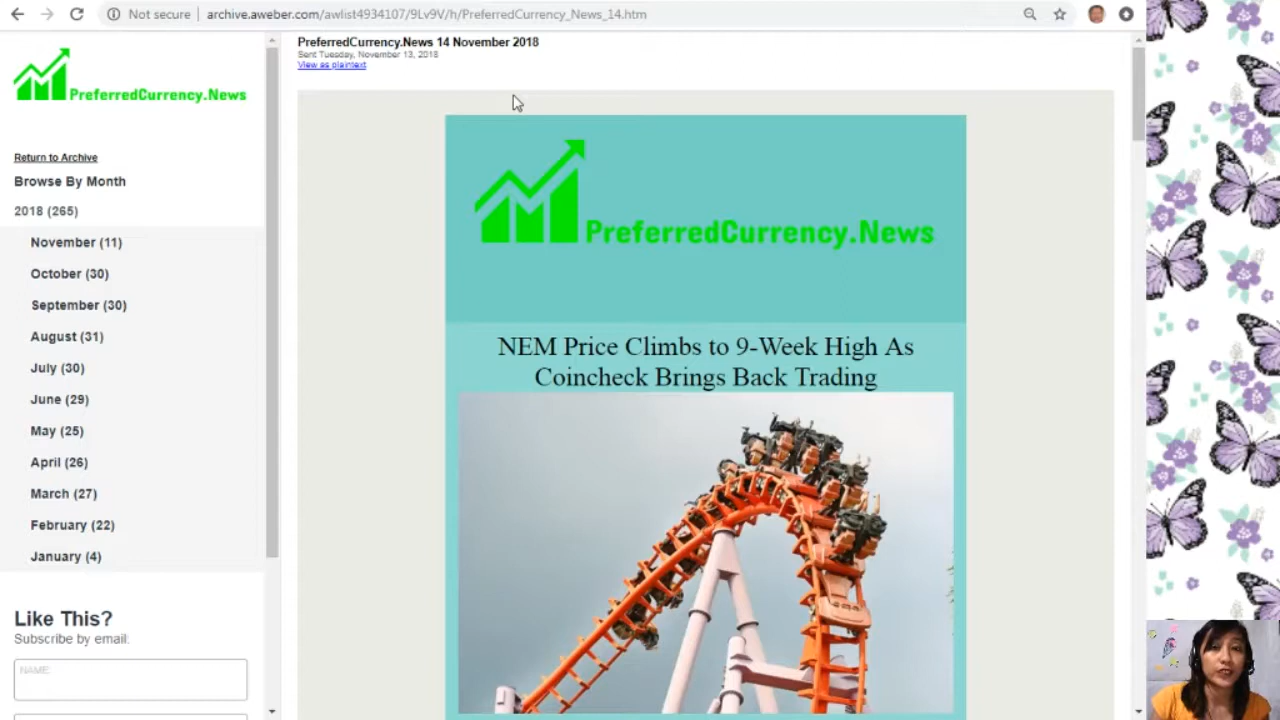 Not secure | archive.aweber.com/awlist4934107/9Lv9V/h/PreferredCurrency_News_14.htm
PreferredCurrency.News
Return to Archive
Browse By Month
2018 (265)
November (11)
October (30)
September (30)
August (31)
July (30)
June (29)
May (25)
April (26)
March (27)
February (22)
January (4)
Like This?
Subscribe by email:
NAME:
PreferredCurrency.News 14 November 2018
Sent Tuesday, November 13, 2018
View as plaintext
PreferredCurrency.News
NEM Price Climbs to 9-Week High As
Coincheck Brings Back Trading